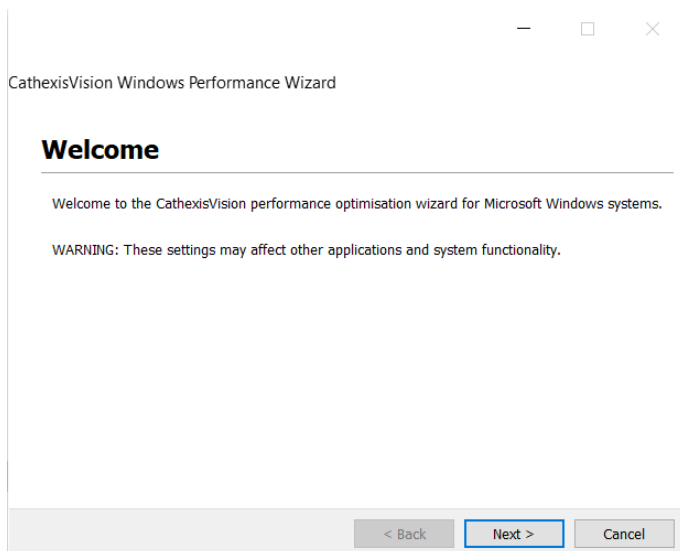 CathexisVision Windows Performance Wizard
Welcome
Welcome to the CathexisVision performance optimisation wizard for Microsoft Windows systems.
WARNING: These settings may affect other applications and system functionality.
< Back
Next >
Cancel